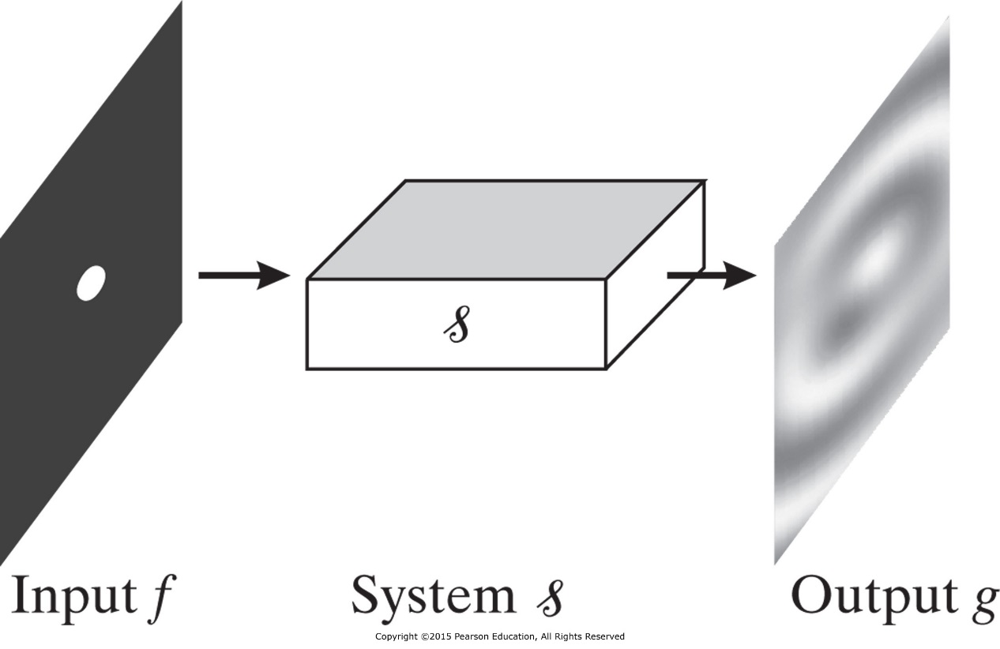 𝒮
Input f
System 𝒮
Output g
Copyright ©2015 Pearson Education, All Rights Reserved